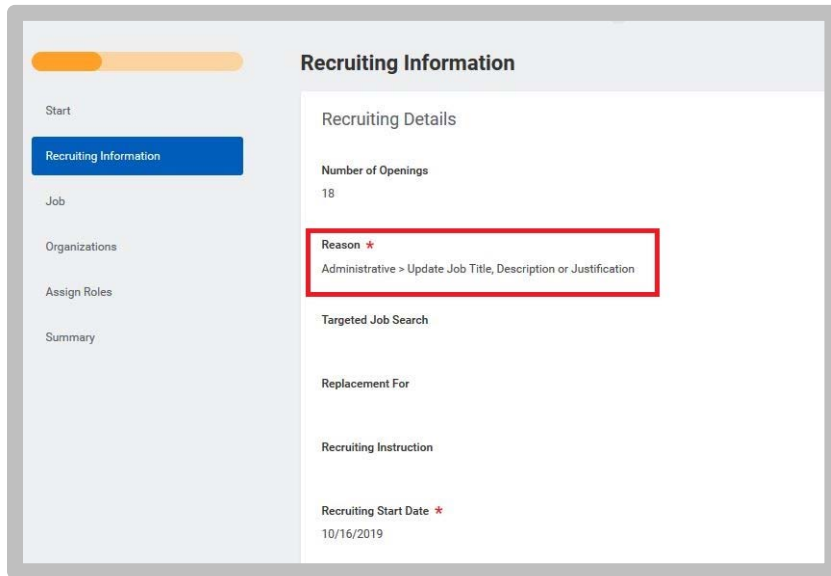 Recruiting Information
Start
Recruiting Information
Job
Organizations
Assign Roles
Summary
Recruiting Details
Number of Openings
18
Reason *
Administrative > Update Job Title, Description or Justification
Targeted Job Search
Replacement For
Recruiting Instruction
Recruiting Start Date *
10/16/2019